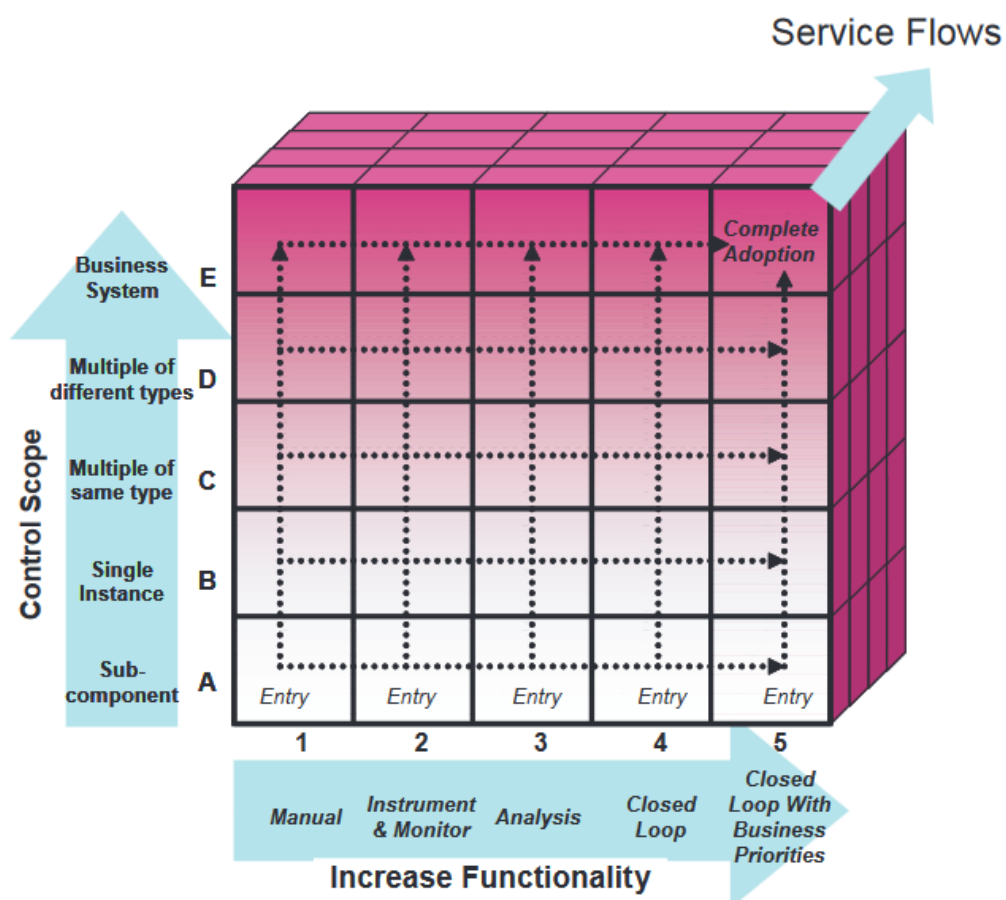 Service Flows
Complete
Adoption
Business
System
E
Multiple of
different types
D
Multiple of
same type
C
Single
Instance
B
Sub-
component
A
Control Scope
Entry
Entry
Entry
Entry
Entry
1
2
3
4
5
Manual
Instrument
& Monitor
Analysis
Closed
Loop
Closed
Loop With
Business
Priorities
Increase Functionality